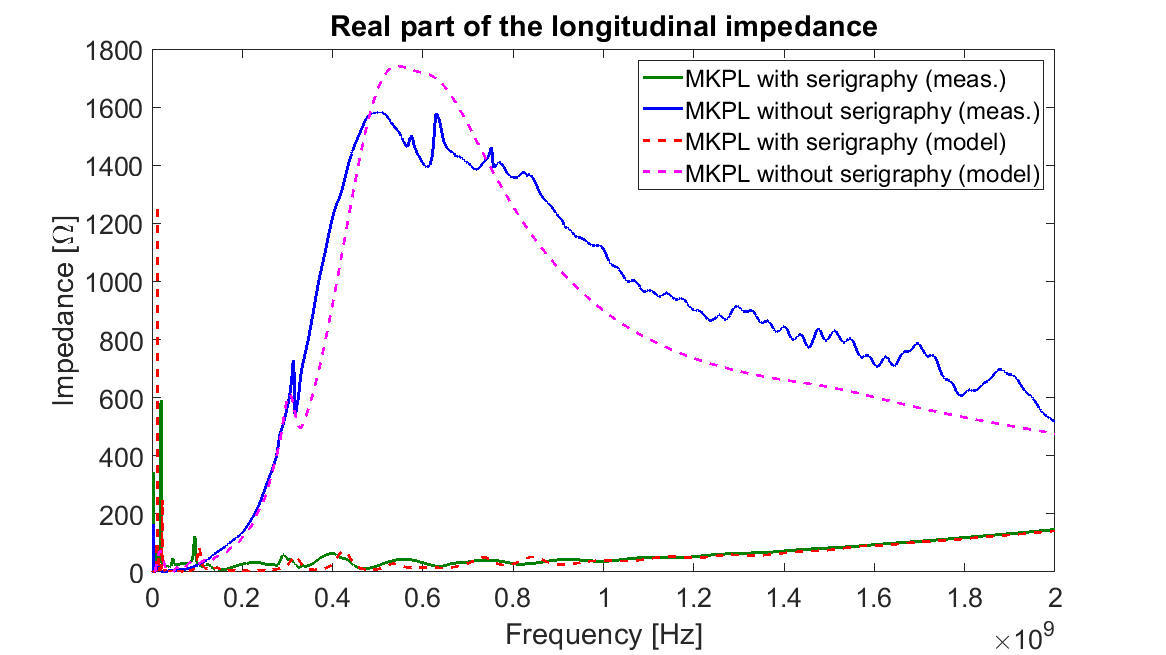 Real part of the longitudinal impedance
1800
1600
1400
1200
1000
800
600
400
200
0
Impedance [Ω]
MKPL with serigraphy (meas.)
MKPL without serigraphy (meas.)
MKPL with serigraphy (model)
MKPL without serigraphy (model)
0 0.2 0.4 0.6 0.8 1 1.2 1.4 1.6 1.8 2
Frequency [Hz]
×10⁹